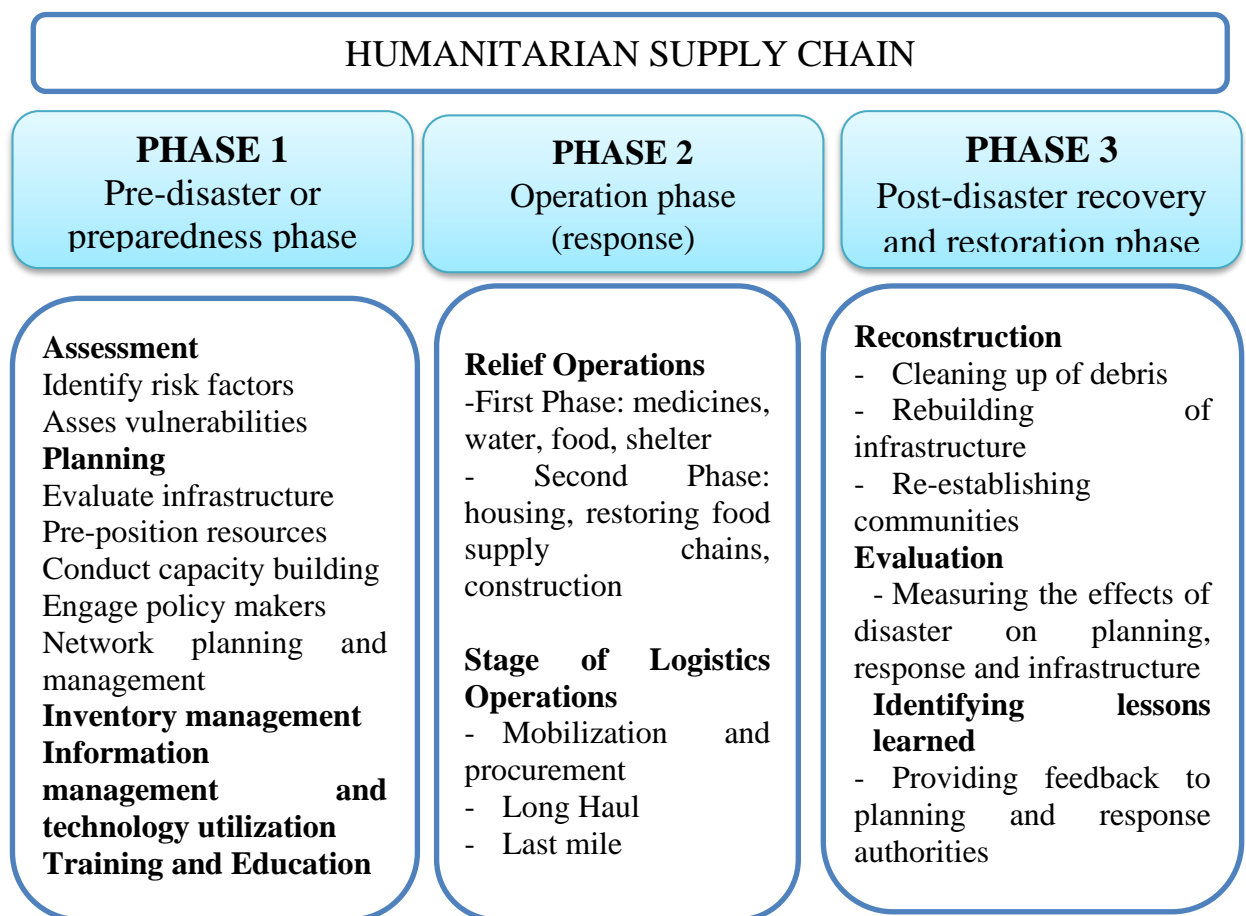 HUMANITARIAN SUPPLY CHAIN
PHASE 1
Pre-disaster or
preparedness phase
PHASE 2
Operation phase
(response)
PHASE 3
Post-disaster recovery
and restoration phase
Assessment
Identify risk factors
Asses vulnerabilities
Planning
Evaluate infrastructure
Pre-position resources
Conduct capacity building
Engage policy makers
Network planning and
management
Inventory management
Information
management and
technology utilization
Training and Education
Relief Operations
-First Phase: medicines,
water, food, shelter
- Second Phase:
housing, restoring food
supply chains,
construction
Stage of Logistics
Operations
- Mobilization and
procurement
- Long Haul
- Last mile
Reconstruction
- Cleaning up of debris
- Rebuilding of
infrastructure
- Re-establishing
communities
Evaluation
- Measuring the effects of
disaster on planning,
response and infrastructure
Identifying lessons
learned
- Providing feedback to
planning and response
authorities